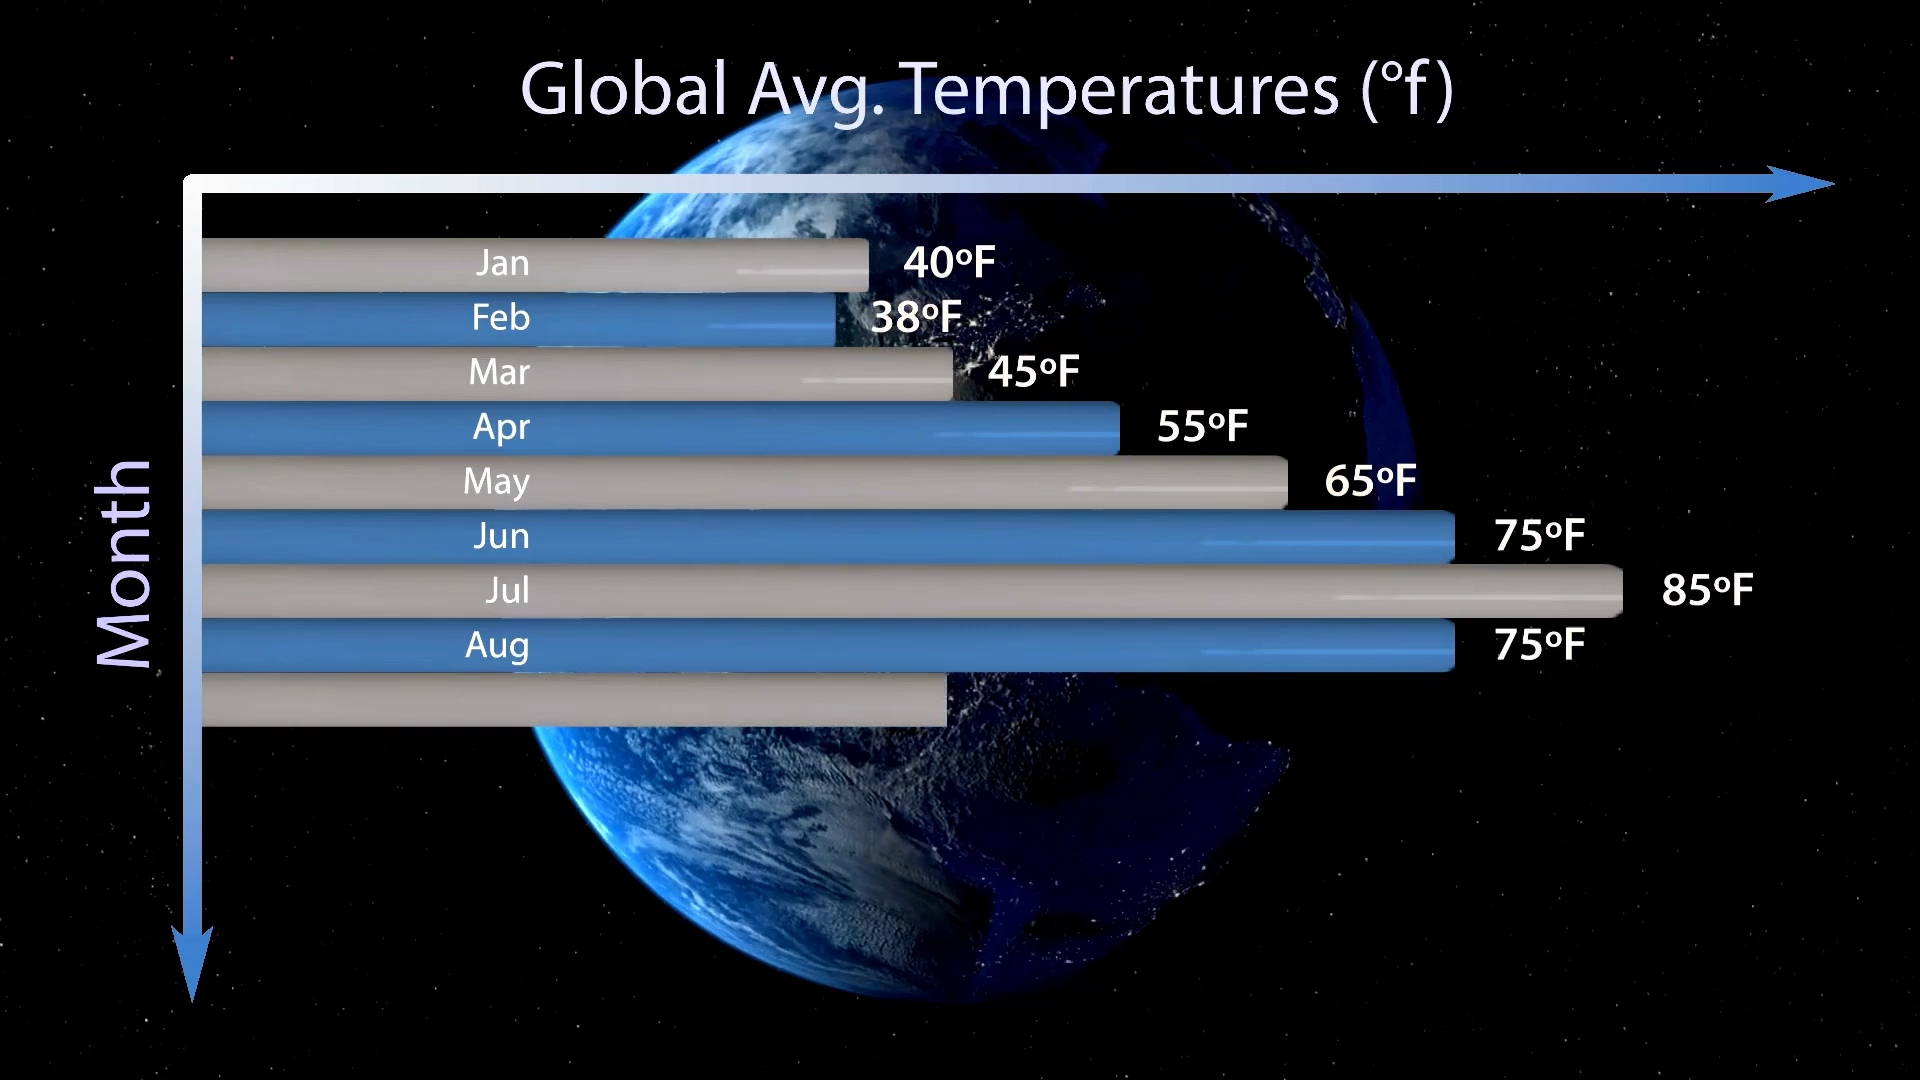 Global Avg. Temperatures (°f)
Month
Jan 40ºF
Feb 38ºF
Mar 45ºF
Apr 55ºF
May 65ºF
Jun 75ºF
Jul 85ºF
Aug 75ºF